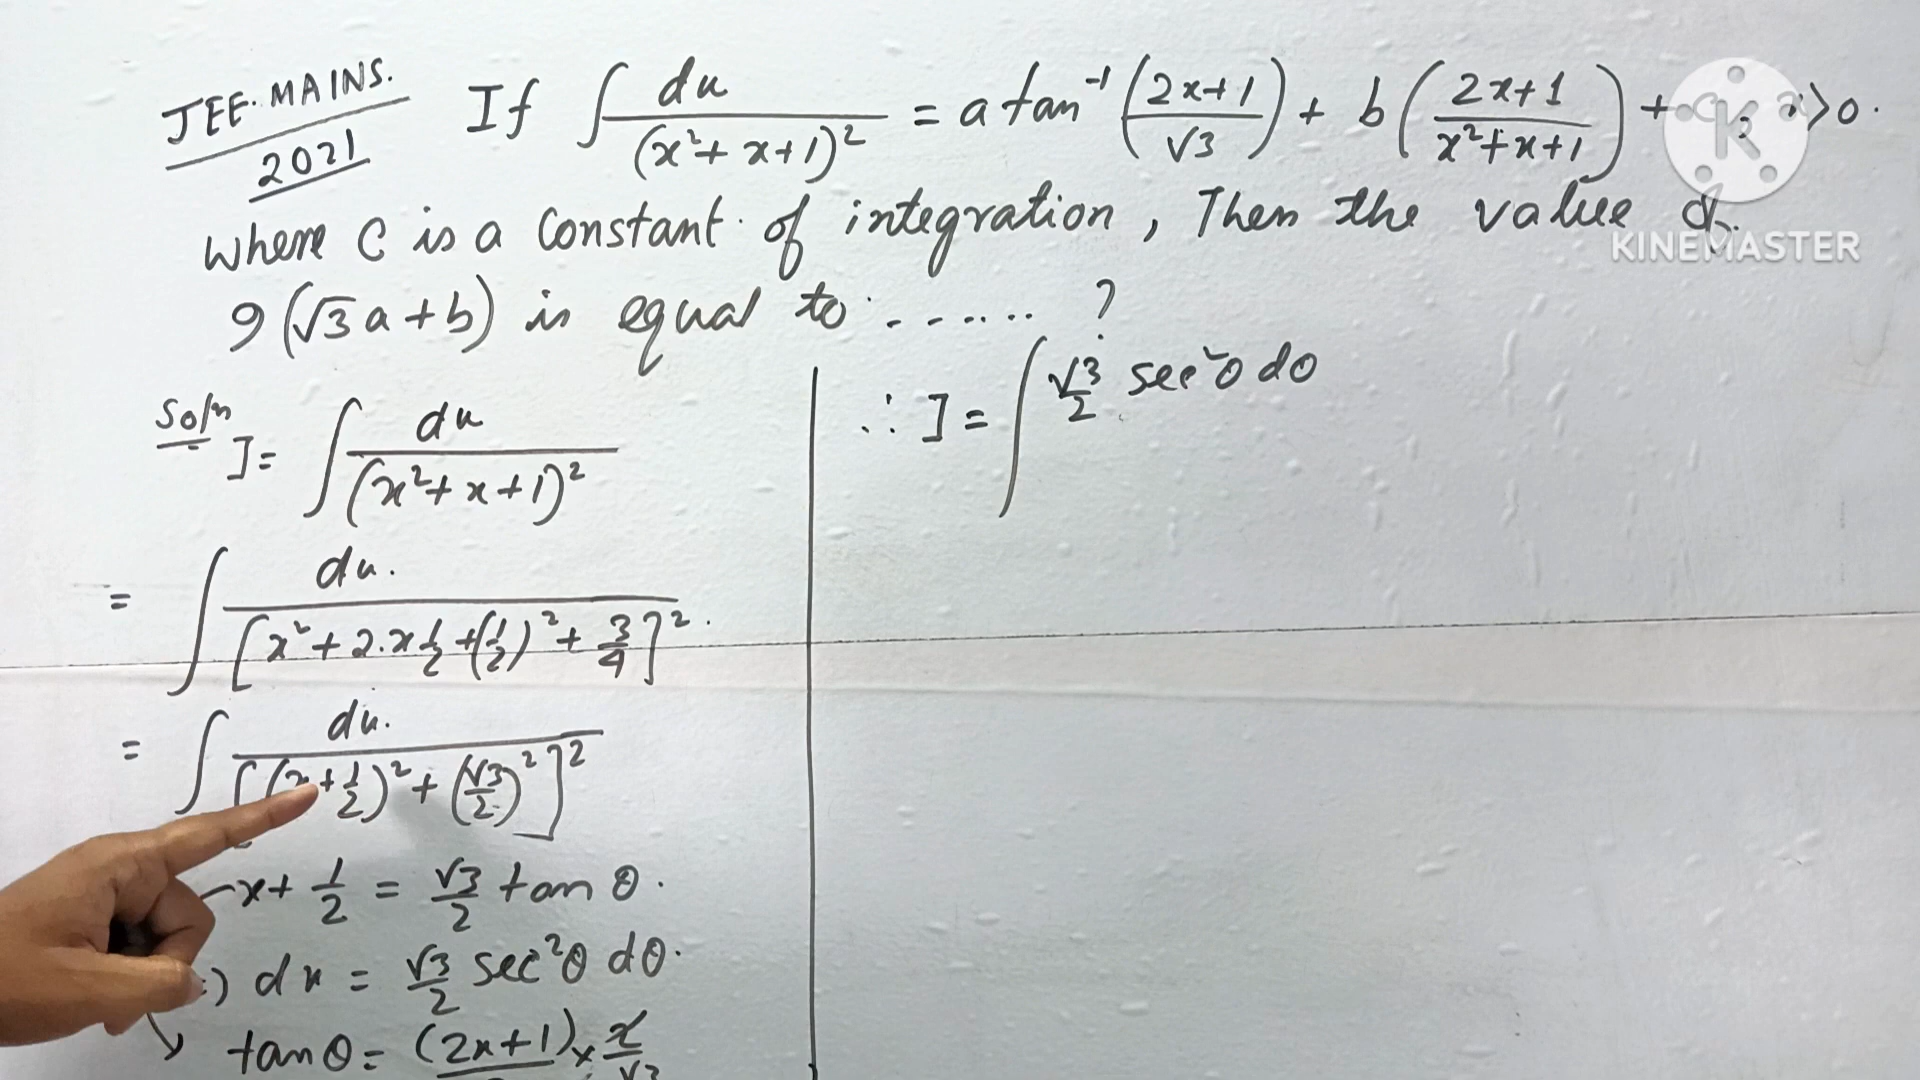 JEE. MAINS.
2021
If ∫ dx/(x²+x+1)² = a tan⁻¹((2x+1)/√3) + b((2x+1)/(x²+x+1)) + C, x>0.
where C is a constant of integration, Then the value of.
KINEMASTER
9(√3a+b) is equal to ....... ?
Soln
I = ∫ dx/(x²+x+1)²
= ∫ dx./[x²+2.x½+(½)²+3/4]².
= ∫ dx./[(x+½)²+(√3/2)²]²
x+½ = √3/2 tan θ.
dx = √3/2 sec²θ dθ.
tan θ = (2x+1)
∴ I = ∫ √3/2 sec²θ dθ